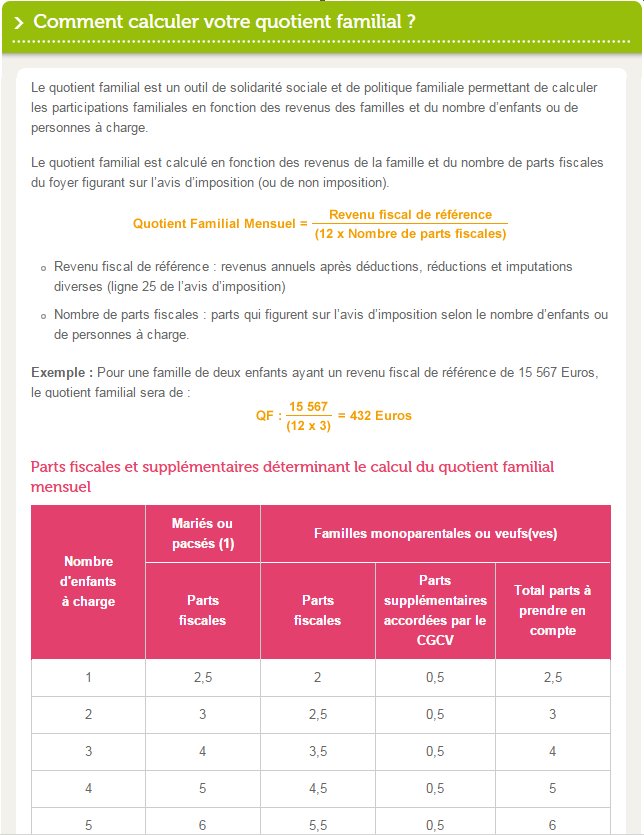 Comment calculer votre quotient familial ?
Le quotient familial est un outil de solidarité sociale et de politique familiale permettant de calculer
les participations familiales en fonction des revenus des familles et du nombre d'enfants ou de
personnes à charge.
Le quotient familial est calculé en fonction des revenus de la famille et du nombre de parts fiscales
du foyer figurant sur l'avis d'imposition (ou de non imposition).
Quotient Familial Mensuel = Revenu fiscal de référence
(12 x Nombre de parts fiscales)
Revenu fiscal de référence : revenus annuels après déductions, réductions et imputations
diverses (ligne 25 de l'avis d'imposition)
Nombre de parts fiscales : parts qui figurent sur l'avis d'imposition selon le nombre d'enfants ou
de personnes à charge.
Exemple : Pour une famille de deux enfants ayant un revenu fiscal de référence de 15 567 Euros,
le quotient familial sera de :
QF : 15 567 = 432 Euros
(12 x 3)
Parts fiscales et supplémentaires déterminant le calcul du quotient familial
mensuel
Nombre
d'enfants
à charge
Mariés ou
pacsés (1)
Familles monoparentales ou veufs(ves)
Parts
fiscales
Parts
fiscales
Parts
supplémentaires
accordées par le
CGCV
Total parts à
prendre en
compte
1 2,5 2 0,5 2,5
2 3 2,5 0,5 3
3 4 3,5 0,5 4
4 5 4,5 0,5 5
5 6 5,5 0,5 6